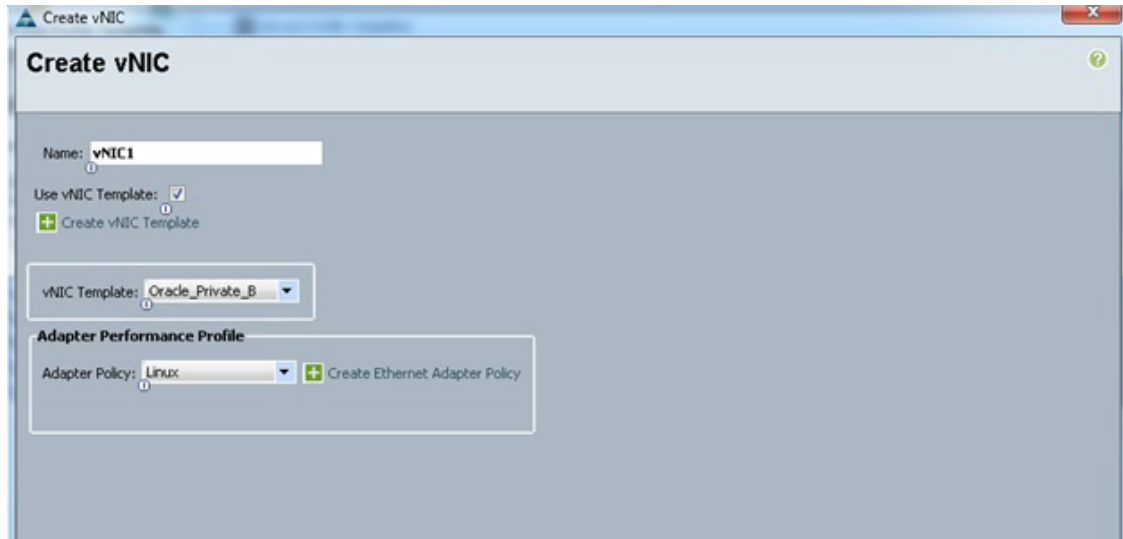 Create vNIC
Create vNIC
Name: vNIC1
Use vNIC Template:
Create vNIC Template
vNIC Template: Oracle_Private_B
Adapter Performance Profile
Adapter Policy: Linux Create Ethernet Adapter Policy